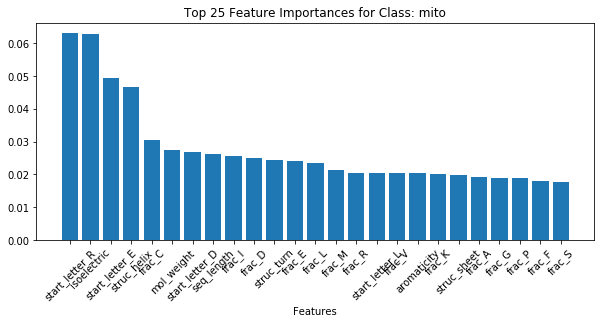 Top 25 Feature Importances for Class: mito
0.06
0.05
0.04
0.03
0.02
0.01
0.00
start_letter_R
isoelectric
start_letter_E
struc_helix
frac_C
mol_weight
start_letter_D
seq_length
frac_I
frac_D
struc_turn
frac_E
frac_L
frac_M
frac_R
start_letter_L
frac_V
aromaticity
frac_K
struc_sheet
frac_A
frac_G
frac_P
frac_F
frac_S
Features